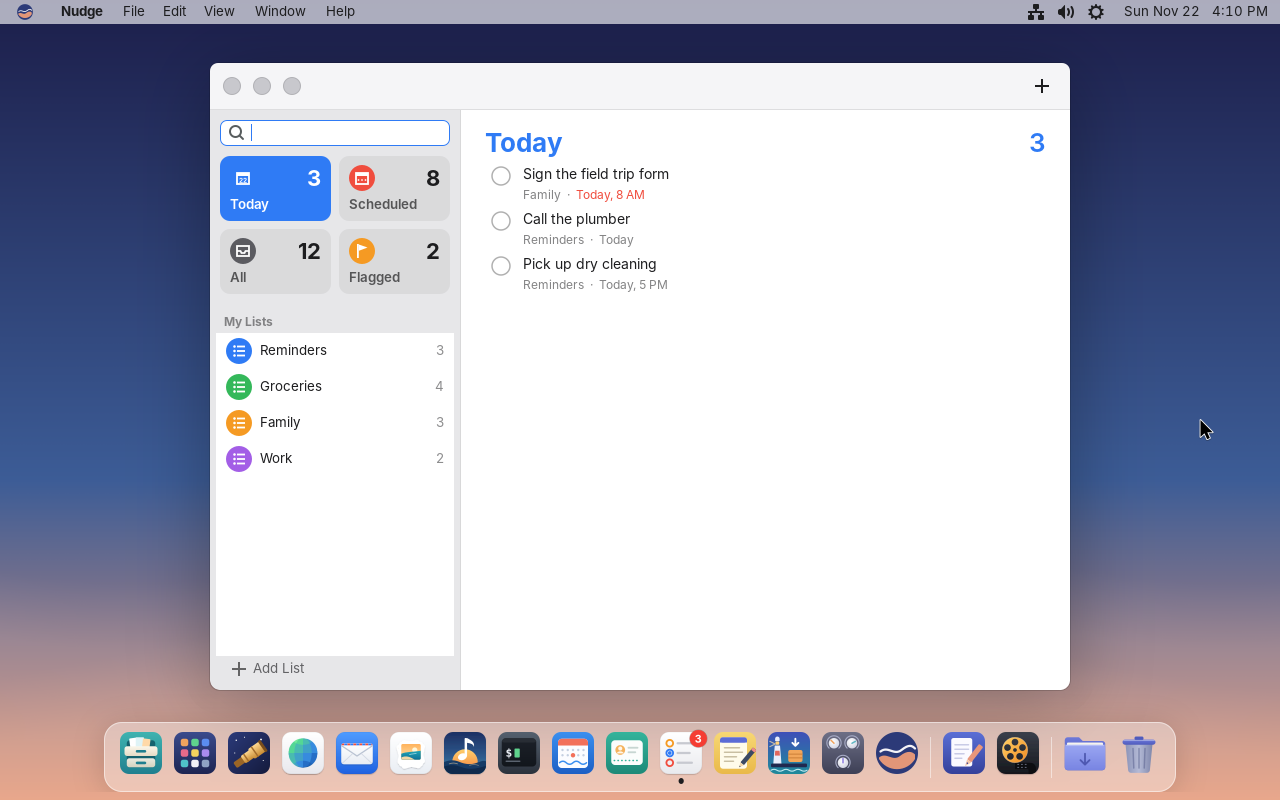 Nudge File Edit View Window Help Sun Nov 22 4:10 PM
Today 3
Scheduled 8
All 12
Flagged 2
My Lists
Reminders 3
Groceries 4
Family 3
Work 2
Add List
Today 3
Sign the field trip form
Family · Today, 8 AM
Call the plumber
Reminders · Today
Pick up dry cleaning
Reminders · Today, 5 PM
$
3